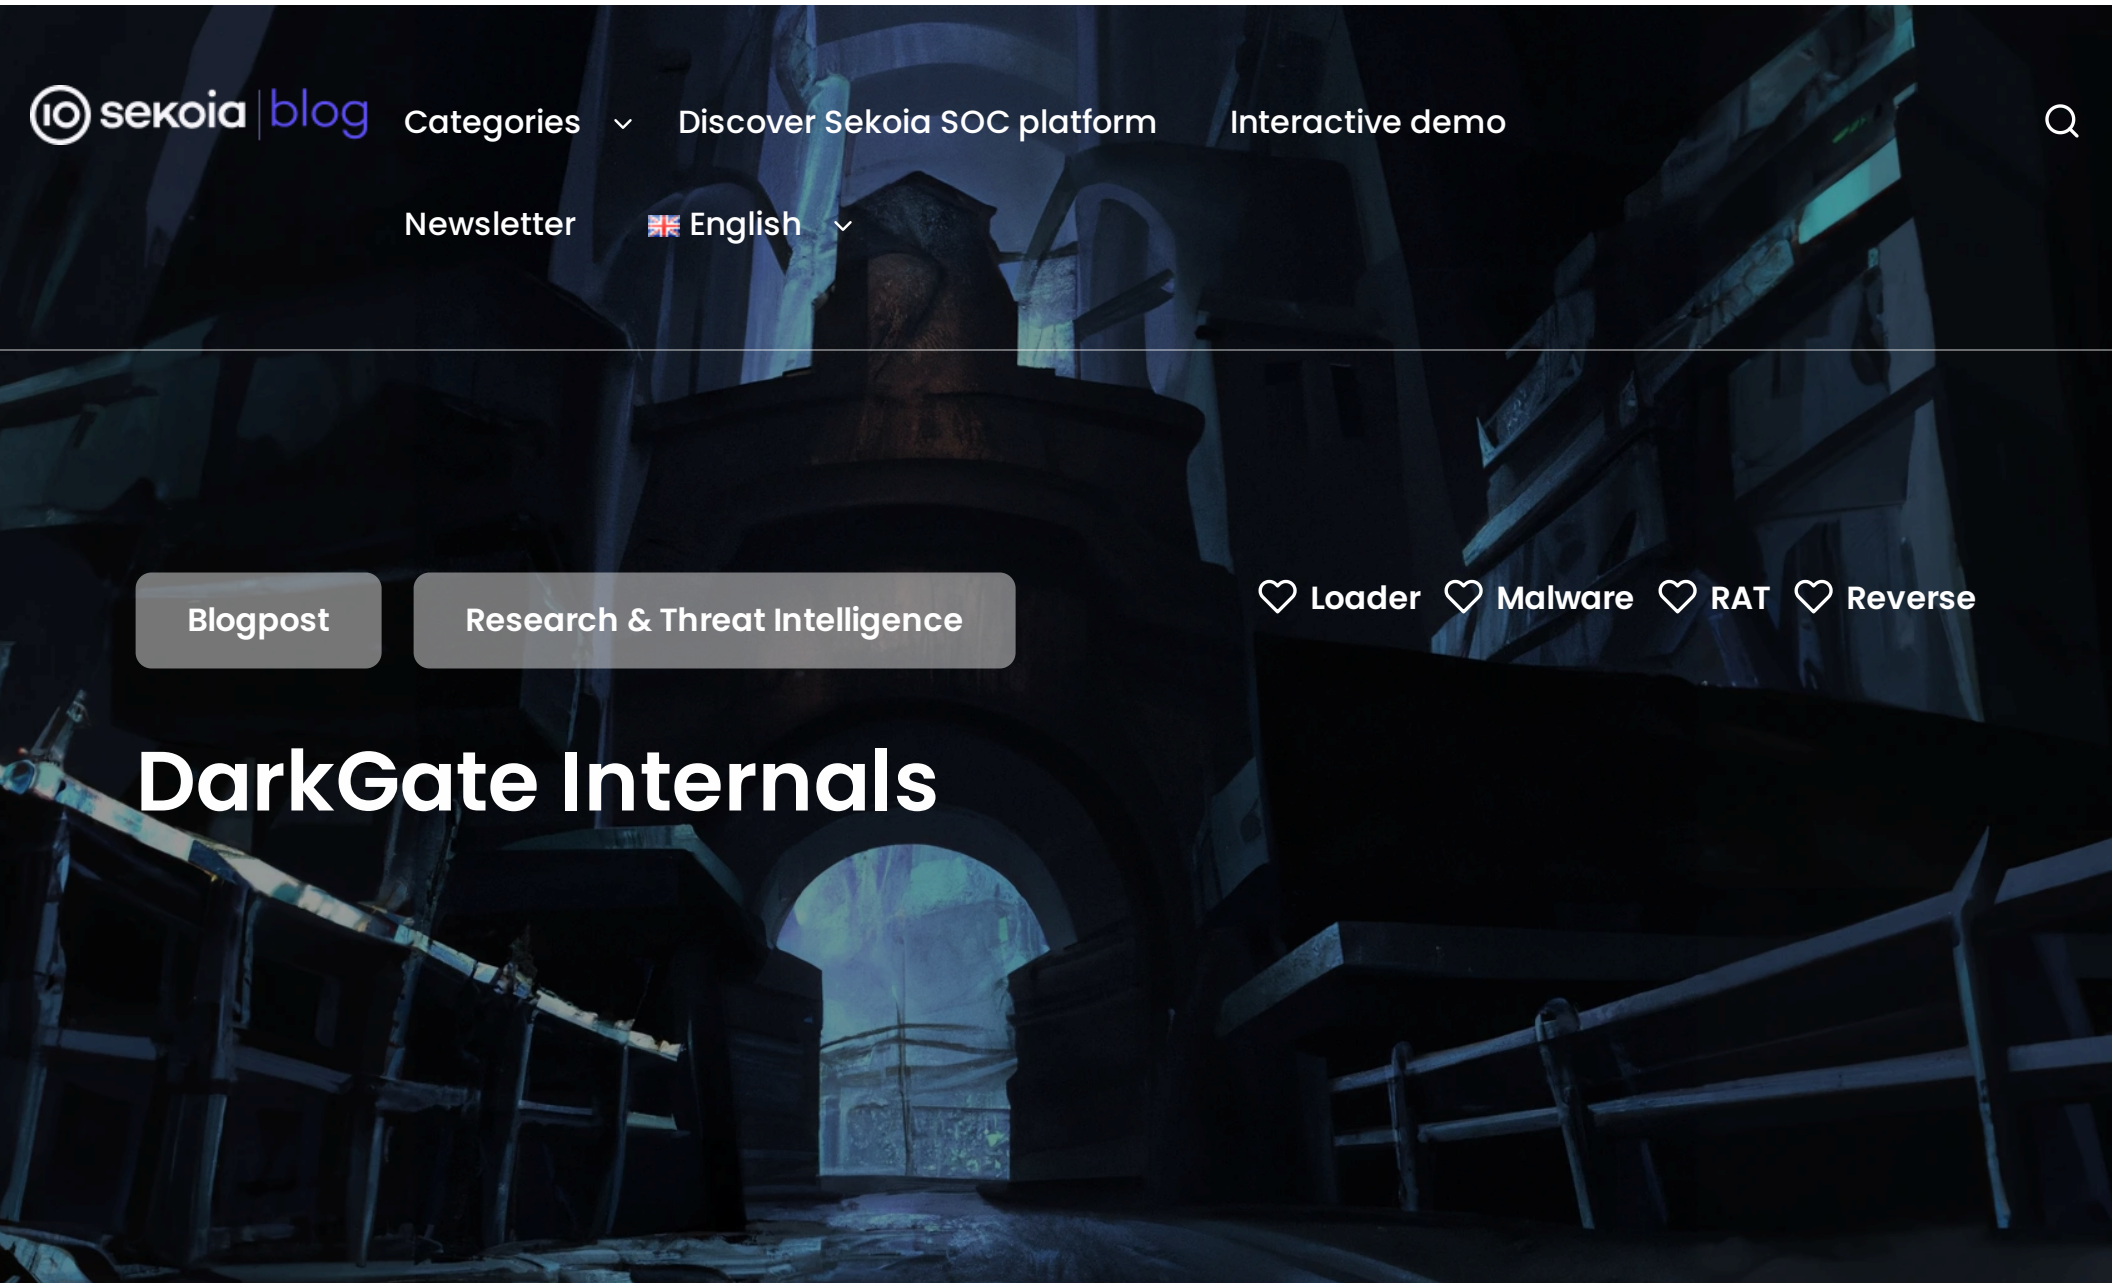 sekoia blog
Categories
Discover Sekoia SOC platform
Interactive demo
Newsletter
English
Blogpost
Research & Threat Intelligence
Loader
Malware
RAT
Reverse
DarkGate Internals